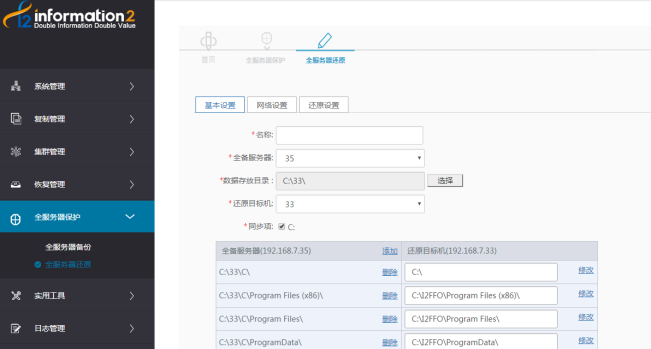 information2
Double Information Double Value
系统管理
复制管理
集群管理
恢复管理
全服务器保护
全服务器备份
全服务器还原
实用工具
日志管理
首页 全服务器保护 全服务器还原
基本设置 网络设置 还原设置
*名称:
*全备服务器: 35
*数据存放目录: C:\33\ 选择
*还原目标机: 33
*同步项: C:
全备服务器(192.168.7.35) 添加 还原目标机(192.168.7.33)
C:\33\C\ 删除 C:\ 修改
C:\33\C\Program Files (x86)\ 删除 C:\I2FFO\Program Files (x86)\ 修改
C:\33\C\Program Files\ 删除 C:\I2FFO\Program Files\ 修改
C:\33\C\ProgramData\ 删除 C:\I2FFO\ProgramData\ 修改